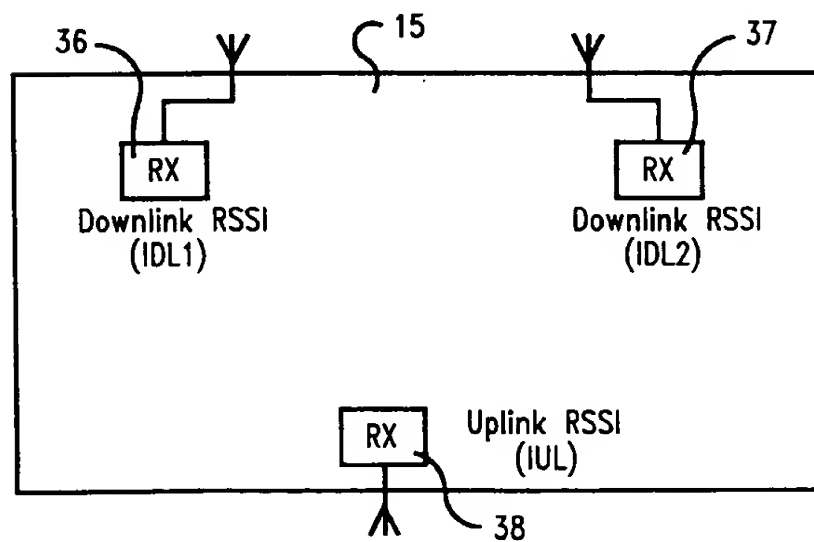 36
15
37
RX
RX
Downlink RSSI
(IDL1)
Downlink RSSI
(IDL2)
RX
Uplink RSSI
(IUL)
38